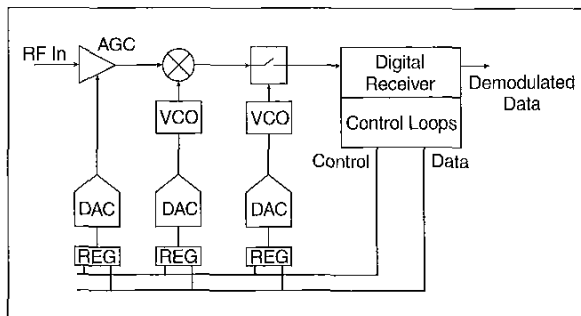 RF In
AGC
Digital
Receiver
Demodulated
Data
VCO
VCO
Control Loops
Control
Data
DAC
DAC
DAC
REG
REG
REG